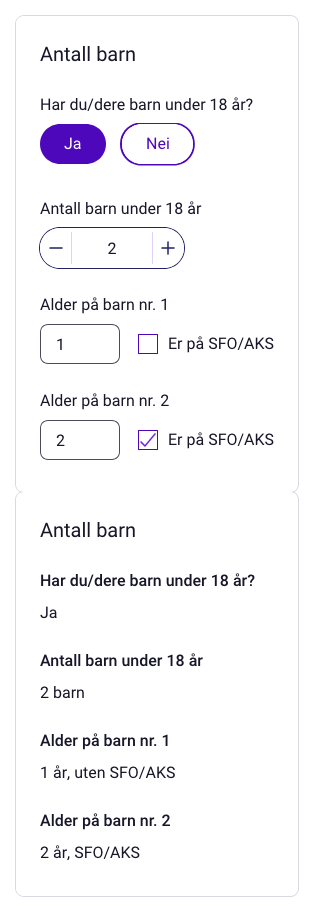 Antall barn
Har du/dere barn under 18 år?
Ja Nei
Antall barn under 18 år
− 2 +
Alder på barn nr. 1
1 Er på SFO/AKS
Alder på barn nr. 2
2 Er på SFO/AKS
Antall barn
Har du/dere barn under 18 år?
Ja
Antall barn under 18 år
2 barn
Alder på barn nr. 1
1 år, uten SFO/AKS
Alder på barn nr. 2
2 år, SFO/AKS